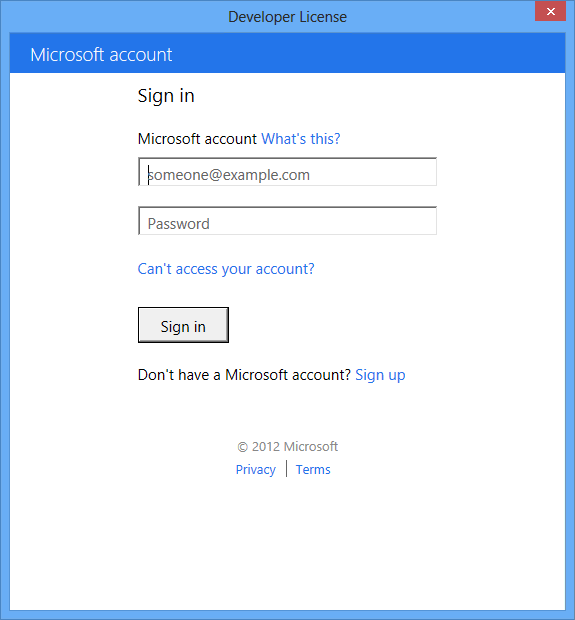 Developer License
Microsoft account
Sign in
Microsoft account What's this?
someone@example.com
Password
Can't access your account?
Sign in
Don't have a Microsoft account? Sign up
© 2012 Microsoft
Privacy | Terms